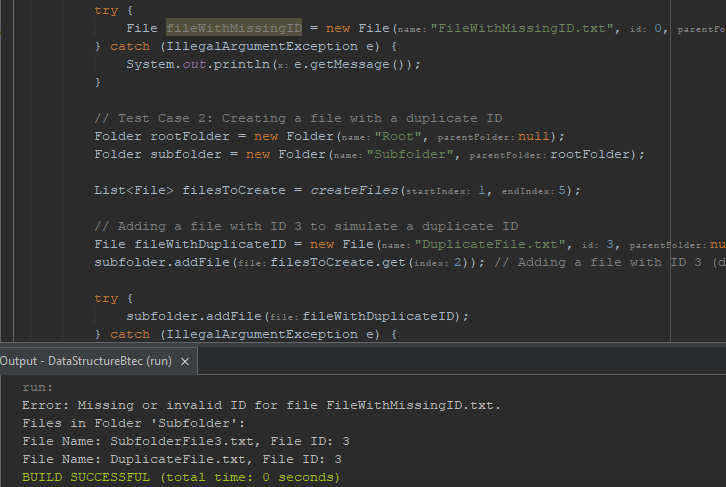 try {
File fileWithMissingID = new File(name:"FileWithMissingID.txt", id: 0, parentFo
} catch (IllegalArgumentException e) {
System.out.println(x: e.getMessage());
}
// Test Case 2: Creating a file with a duplicate ID
Folder rootFolder = new Folder(name:"Root", parentFolder: null);
Folder subfolder = new Folder(name:"Subfolder", parentFolder: rootFolder);
List<File> filesToCreate = createFiles(startIndex: 1, endIndex: 5);
// Adding a file with ID 3 to simulate a duplicate ID
File fileWithDuplicateID = new File(name:"DuplicateFile.txt", id: 3, parentFolder: nu
subfolder.addFile(file: filesToCreate.get(index: 2)); // Adding a file with ID 3 (d
try {
subfolder.addFile(file: fileWithDuplicateID);
} catch (IllegalArgumentException e) {
Output - DataStructureBtec (run) ×
run:
Error: Missing or invalid ID for file FileWithMissingID.txt.
Files in Folder 'Subfolder':
File Name: SubfolderFile3.txt, File ID: 3
File Name: DuplicateFile.txt, File ID: 3
BUILD SUCCESSFUL (total time: 0 seconds)